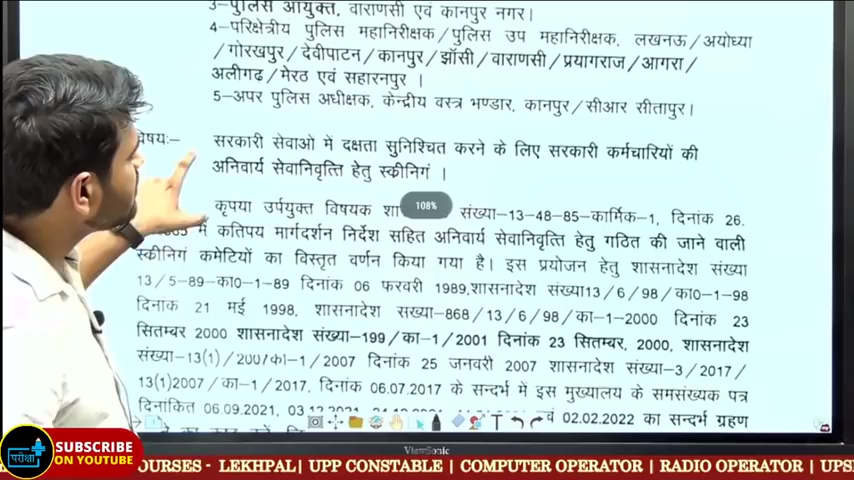 3-पुलिस आयुक्त, वाराणसी एवं कानपुर नगर।
4-परिक्षेत्रीय पुलिस महानिरीक्षक/पुलिस उप महानिरीक्षक, लखनऊ/अयोध्या
/गोरखपुर/देवीपाटन/कानपुर/झॉसी/वाराणसी/प्रयागराज/आगरा/
अलीगढ/मेरठ एवं सहारनपुर ।
5-अपर पुलिस अधीक्षक, केन्द्रीय वस्त्र भण्डार, कानपुर/सीआर सीतापुर।
विषयः- सरकारी सेवाओ में दक्षता सुनिश्चित करने के लिए सरकारी कर्मचारियों की
अनिवार्य सेवानिवृत्ति हेतु स्कीनिगं ।
कृपया उर्पयुक्त विषयक संख्या-13-48-85-कार्मिक-1, दिनांक 26.
108%
में कतिपय मार्गदर्शन निर्देश सहित अनिवार्य सेवानिवृत्ति हेतु गठित की जाने वाली
स्कीनिगं कमेटियों का विस्तृत वर्णन किया गया है। इस प्रयोजन हेतु शासनादेश संख्या
13/5-89-का0-1-89 दिनांक 06 फरवरी 1989,शासनादेश संख्या13/6/98/का0-1-98
दिनाक 21 मई 1998, शासनादेश सख्या-868/13/6/98/का-1-2000 दिनांक 23
सितम्बर 2000 शासनादेश संख्या-199/का-1/2001 दिनांक 23 सितम्बर, 2000, शासनादेश
संख्या-13(1)/2007/का-1/2007 दिनांक 25 जनवरी 2007 शासनादेश संख्या-3/2017/
13(1)2007/का-1/2017, दिनांक 06.07.2017 के सन्दर्भ में इस मुख्यालय के समसंख्यक पत्र
दिनांकित 06.09.2021, 02.02.2022 का सन्दर्भ ग्रहण
ViewSonic
परीक्षा
SUBSCRIBE
ON YOUTUBE
OURSES - LEKHPAL| UPP CONSTABLE | COMPUTER OPERATOR | RADIO OPERATOR | UPS